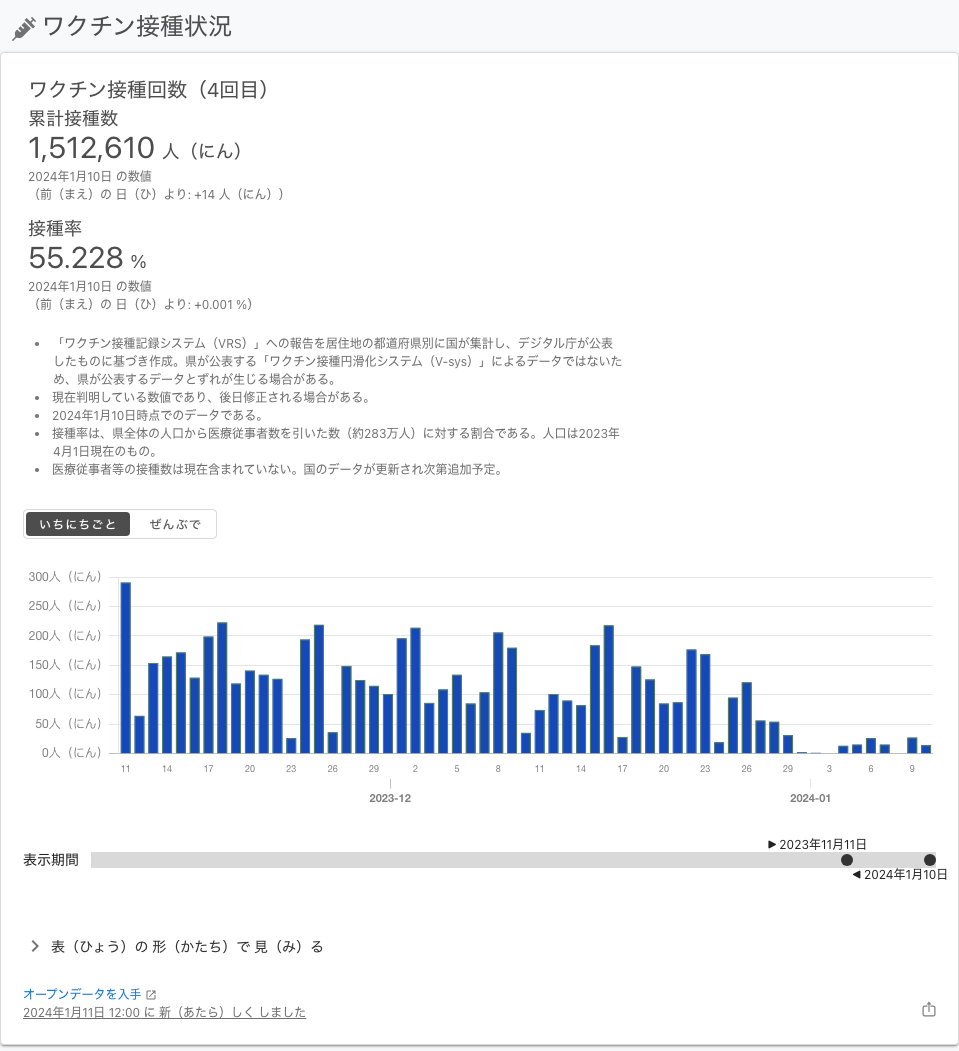 ワクチン接種状況
ワクチン接種回数（4回目）
累計接種数
1,512,610 人（にん）
2024年1月10日 の数値
（前（まえ）の 日（ひ）より: +14 人（にん））
接種率
55.228 %
2024年1月10日 の数値
（前（まえ）の 日（ひ）より: +0.001 %）
• 「ワクチン接種記録システム（VRS）」への報告を居住地の都道府県別に国が集計し、デジタル庁が公表
したものに基づき作成。県が公表する「ワクチン接種円滑化システム（V-sys）」によるデータではないた
め、県が公表するデータとずれが生じる場合がある。
• 現在判明している数値であり、後日修正される場合がある。
• 2024年1月10日時点でのデータである。
• 接種率は、県全体の人口から医療従事者数を引いた数（約283万人）に対する割合である。人口は2023年
4月1日現在のもの。
• 医療従事者等の接種数は現在含まれていない。国のデータが更新され次第追加予定。
いちにちごと ぜんぶで
300人（にん）
250人（にん）
200人（にん）
150人（にん）
100人（にん）
50人（にん）
0人（にん）
11 14 17 20 23 26 29 2 5 8 11 14 17 20 23 26 29 3 6 9
2023-12 2024-01
▶ 2023年11月11日
表示期間
◀ 2024年1月10日
表（ひょう）の 形（かたち）で 見（み）る
オープンデータを入手
2024年1月11日 12:00 に 新（あたら）しく しました